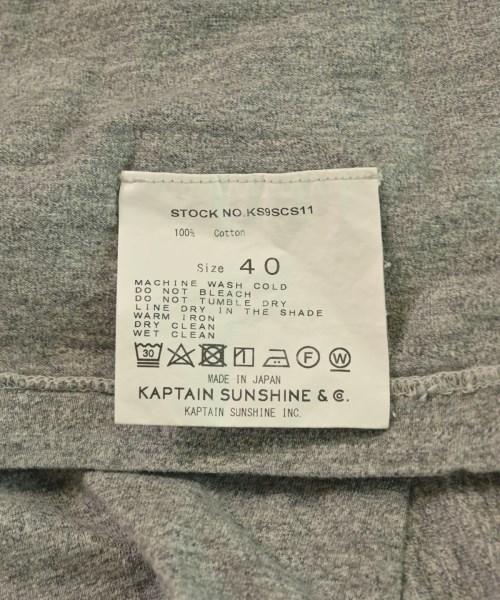 STOCK NO.KS9SCS11
100% Cotton
Size 40
MACHINE WASH COLD
DO NOT BLEACH
DO NOT TUMBLE DRY
LINE DRY IN THE SHADE
WARM IRON
DRY CLEAN
WET CLEAN
30 F W
MADE IN JAPAN
KAPTAIN SUNSHINE & Co.
KAPTAIN SUNSHINE INC.